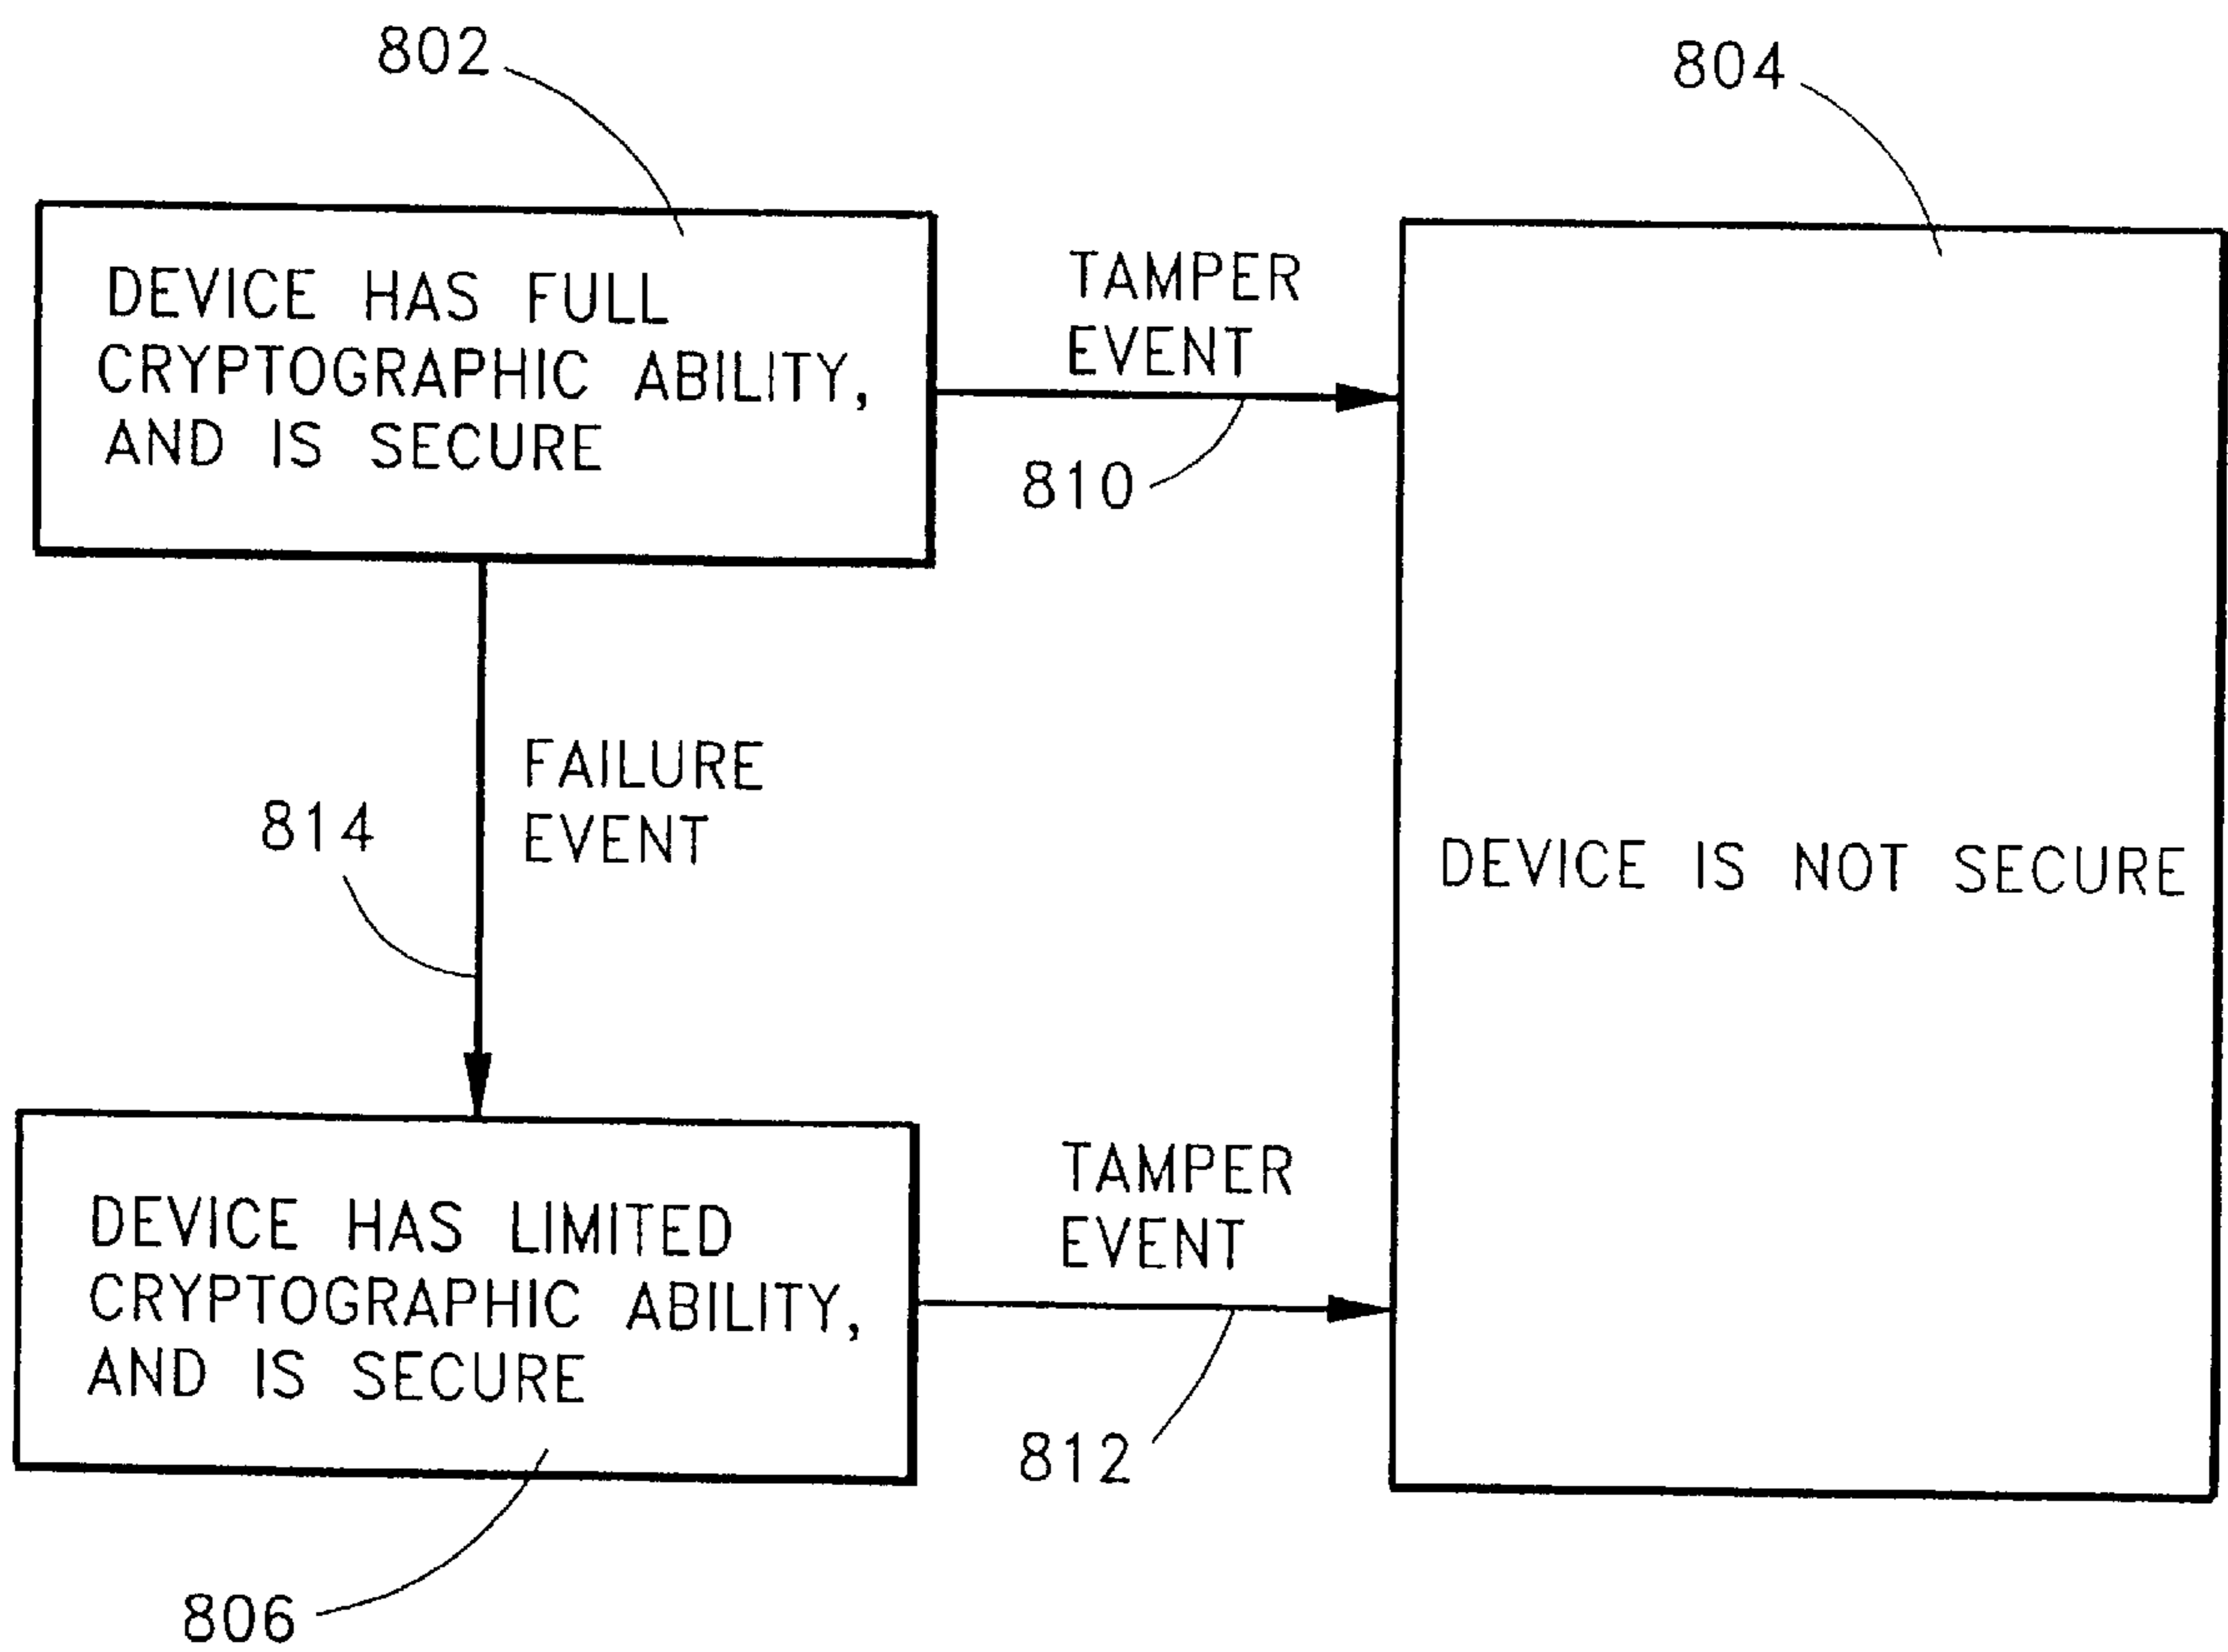 802
804
DEVICE HAS FULL
CRYPTOGRAPHIC ABILITY,
AND IS SECURE
TAMPER
EVENT
810
FAILURE
EVENT
814
DEVICE IS NOT SECURE
DEVICE HAS LIMITED
CRYPTOGRAPHIC ABILITY,
AND IS SECURE
TAMPER
EVENT
812
806